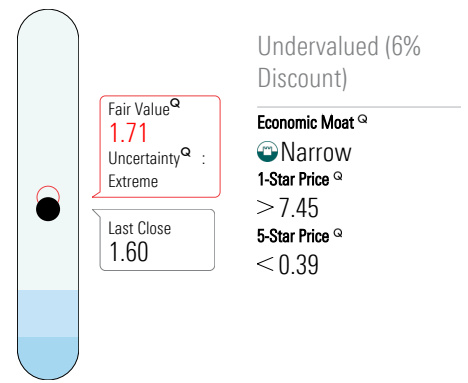 Fair Value Q
1.71
Uncertainty Q :
Extreme
Last Close
1.60
Undervalued (6%
Discount)
Economic Moat Q
Narrow
1-Star Price Q
>7.45
5-Star Price Q
<0.39